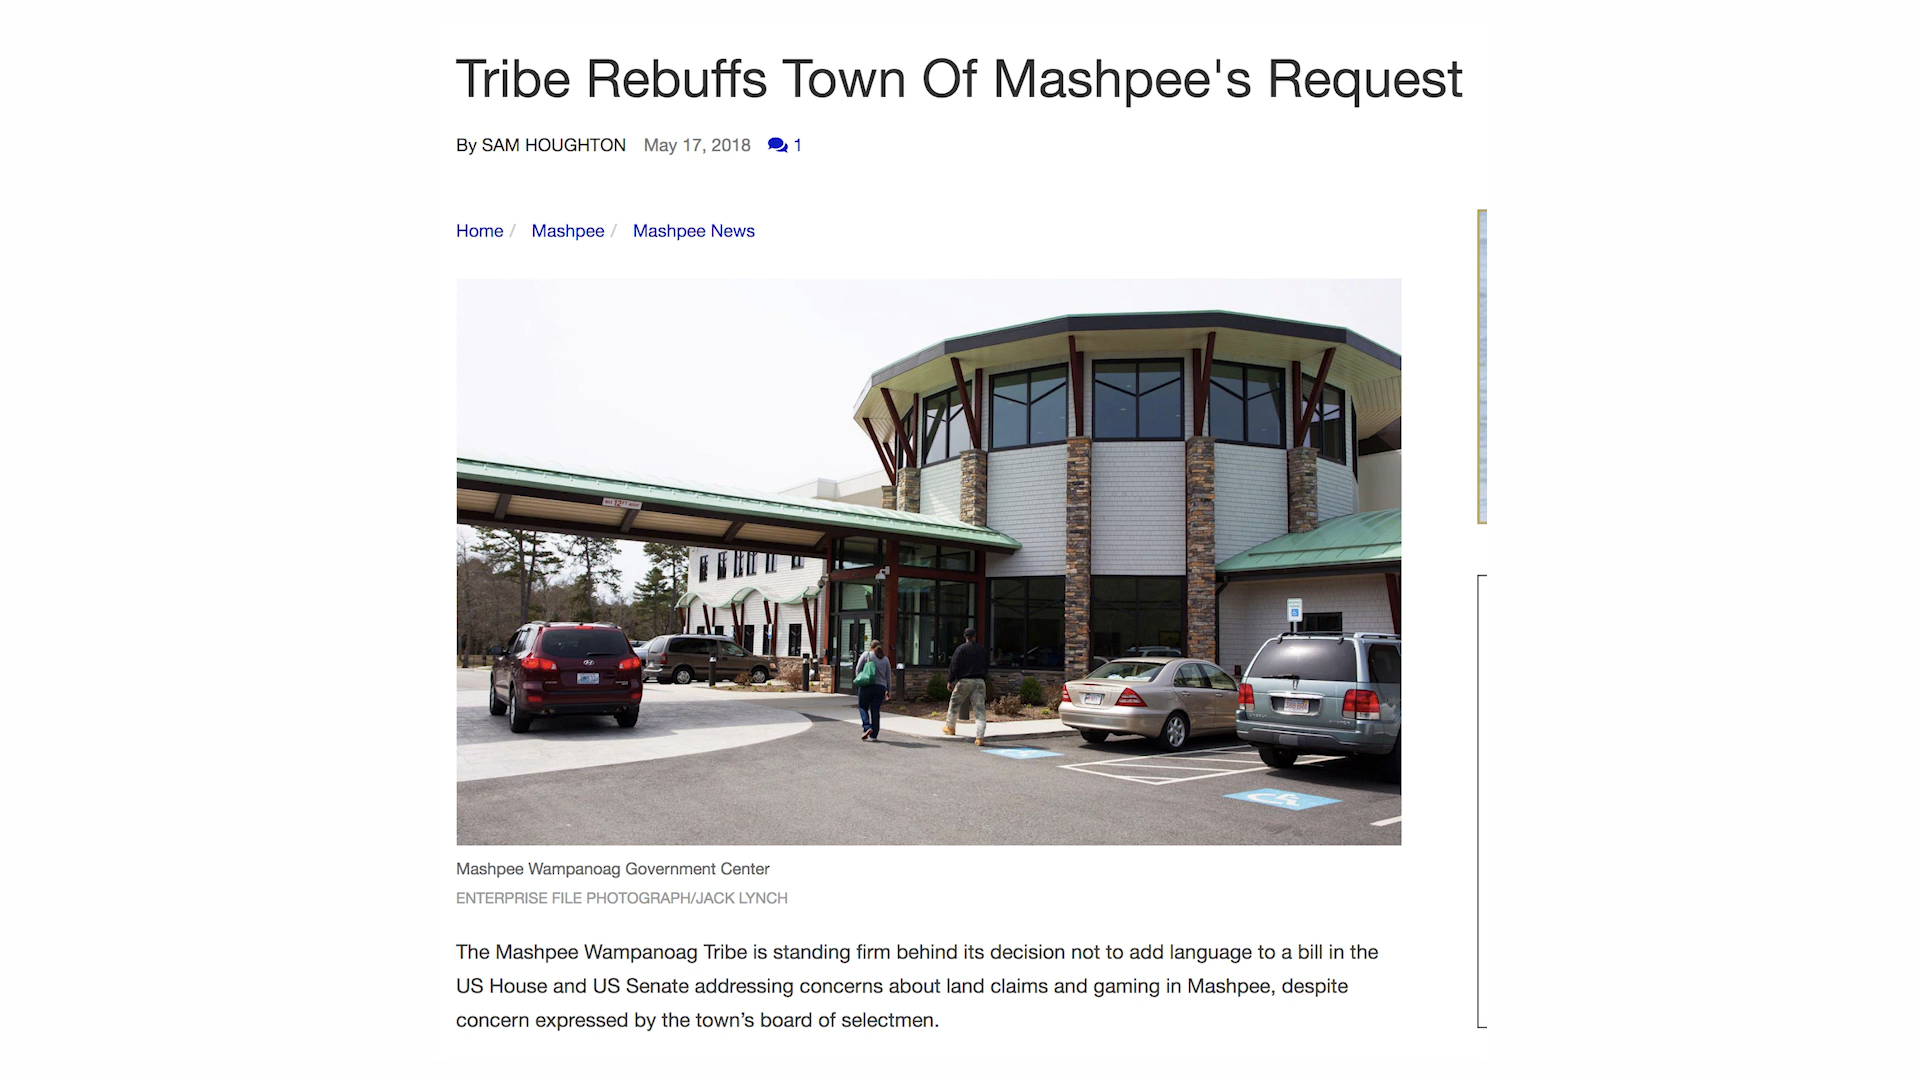 Tribe Rebuffs Town Of Mashpee's Request
By SAM HOUGHTON May 17, 2018 1
Home / Mashpee / Mashpee News
Mashpee Wampanoag Government Center
ENTERPRISE FILE PHOTOGRAPH/JACK LYNCH
The Mashpee Wampanoag Tribe is standing firm behind its decision not to add language to a bill in the
US House and US Senate addressing concerns about land claims and gaming in Mashpee, despite
concern expressed by the town’s board of selectmen.